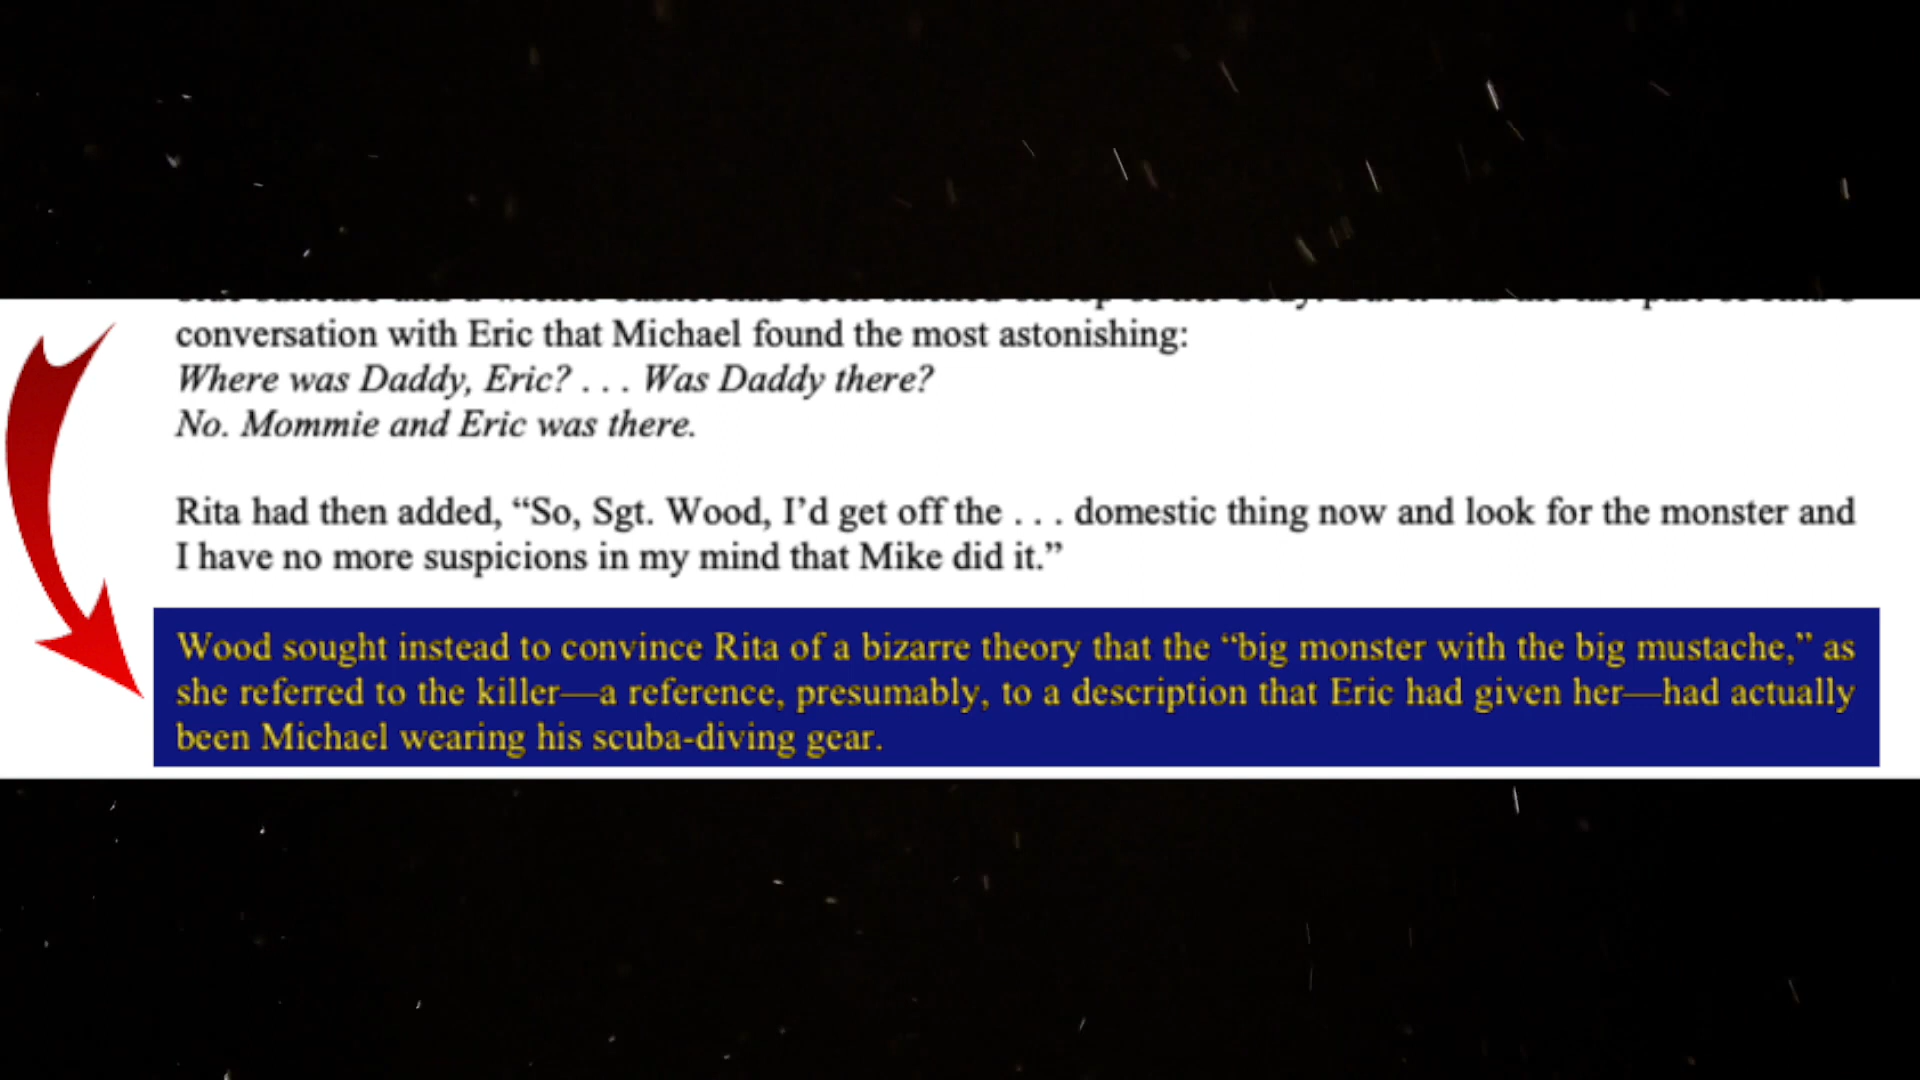 conversation with Eric that Michael found the most astonishing:
Where was Daddy, Eric? . . . Was Daddy there?
No. Mommie and Eric was there.
Rita had then added, “So, Sgt. Wood, I’d get off the . . . domestic thing now and look for the monster and
I have no more suspicions in my mind that Mike did it.”
Wood sought instead to convince Rita of a bizarre theory that the “big monster with the big mustache,” as
she referred to the killer—a reference, presumably, to a description that Eric had given her—had actually
been Michael wearing his scuba-diving gear.